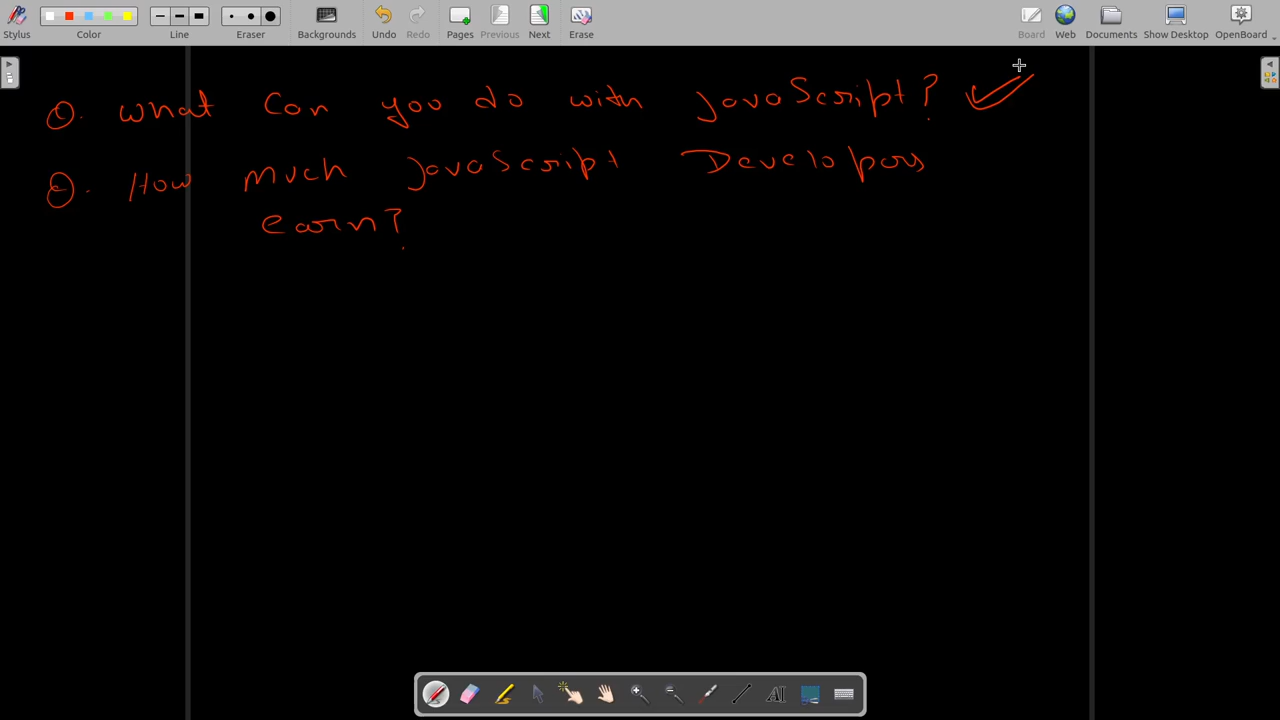 Stylus Color Line Eraser Backgrounds Undo Redo Pages Previous Next Erase Board Web Documents Show Desktop OpenBoard
⊙. What Can you do with JavaScript? ✓
⊙. How much JavaScript Developers
earn?
AI